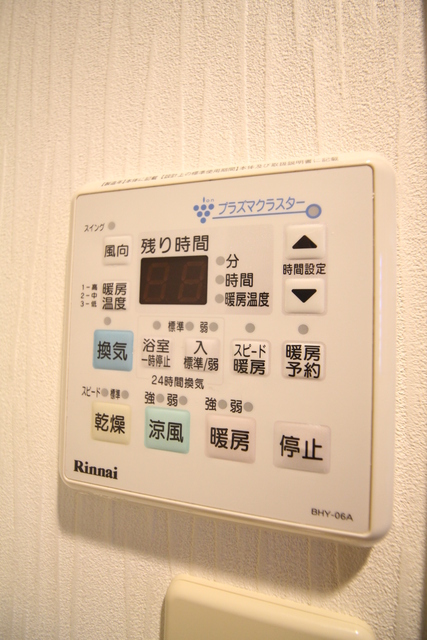 ion
プラズマクラスター
スイング
風向
残り時間
分
時間
暖房温度
時間設定
1−高
2−中
3−低
暖房
温度
標準 弱
換気
浴室
一時停止
入
標準/弱
スピード
暖房
暖房
予約
24時間換気
スピード 標準
強 弱
強 弱
乾燥
涼風
暖房
停止
Rinnai
BHY-06A